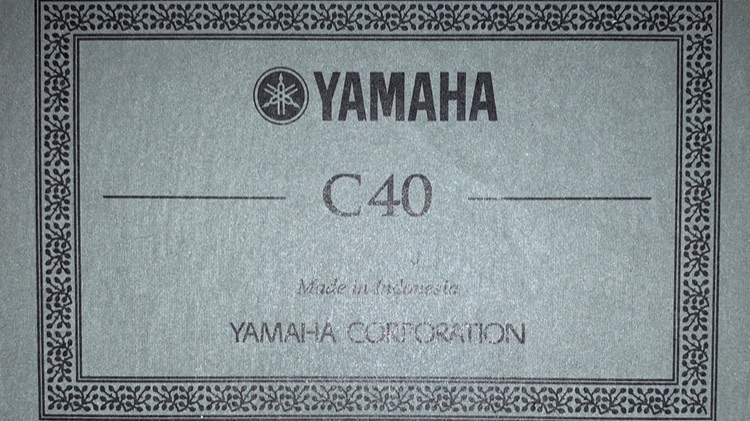 YAMAHA
C40
Made in Indonesia
YAMAHA CORPORATION